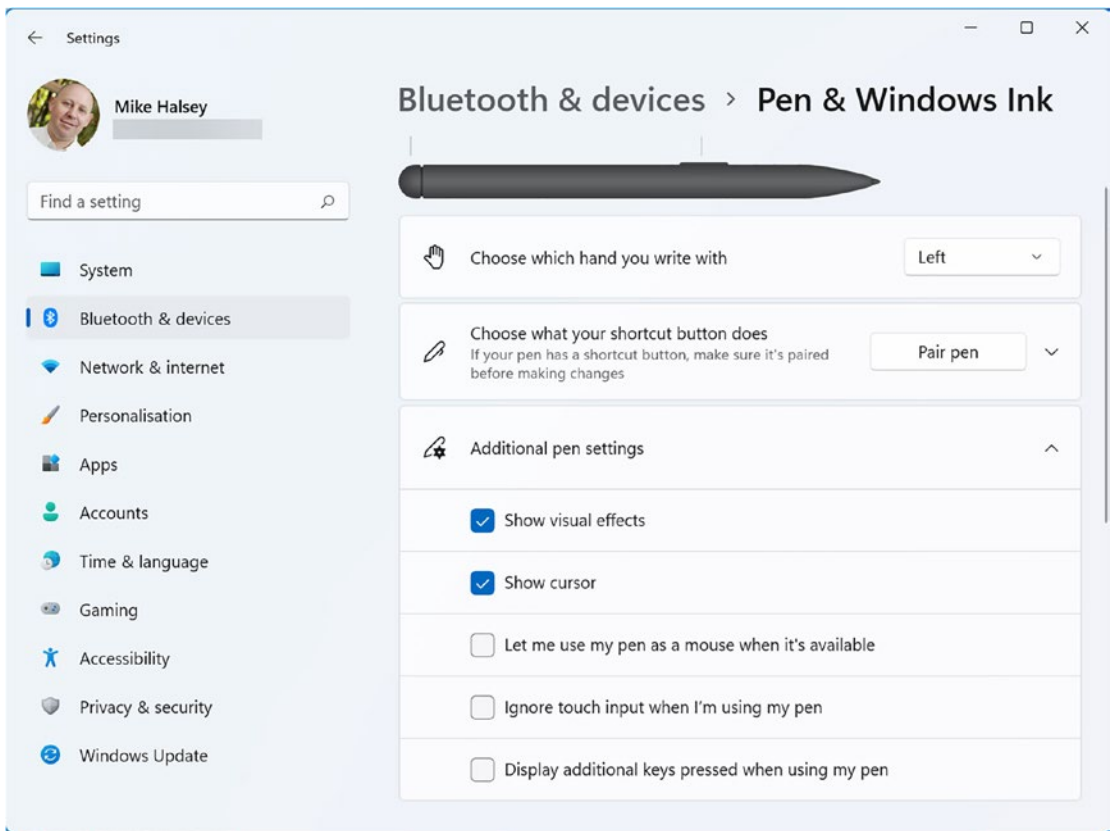 Settings
Mike Halsey
Find a setting
System
Bluetooth & devices
Network & internet
Personalisation
Apps
Accounts
Time & language
Gaming
Accessibility
Privacy & security
Windows Update
Bluetooth & devices > Pen & Windows Ink
Choose which hand you write with
Left
Choose what your shortcut button does
If your pen has a shortcut button, make sure it's paired
before making changes
Pair pen
Additional pen settings
Show visual effects
Show cursor
Let me use my pen as a mouse when it's available
Ignore touch input when I'm using my pen
Display additional keys pressed when using my pen